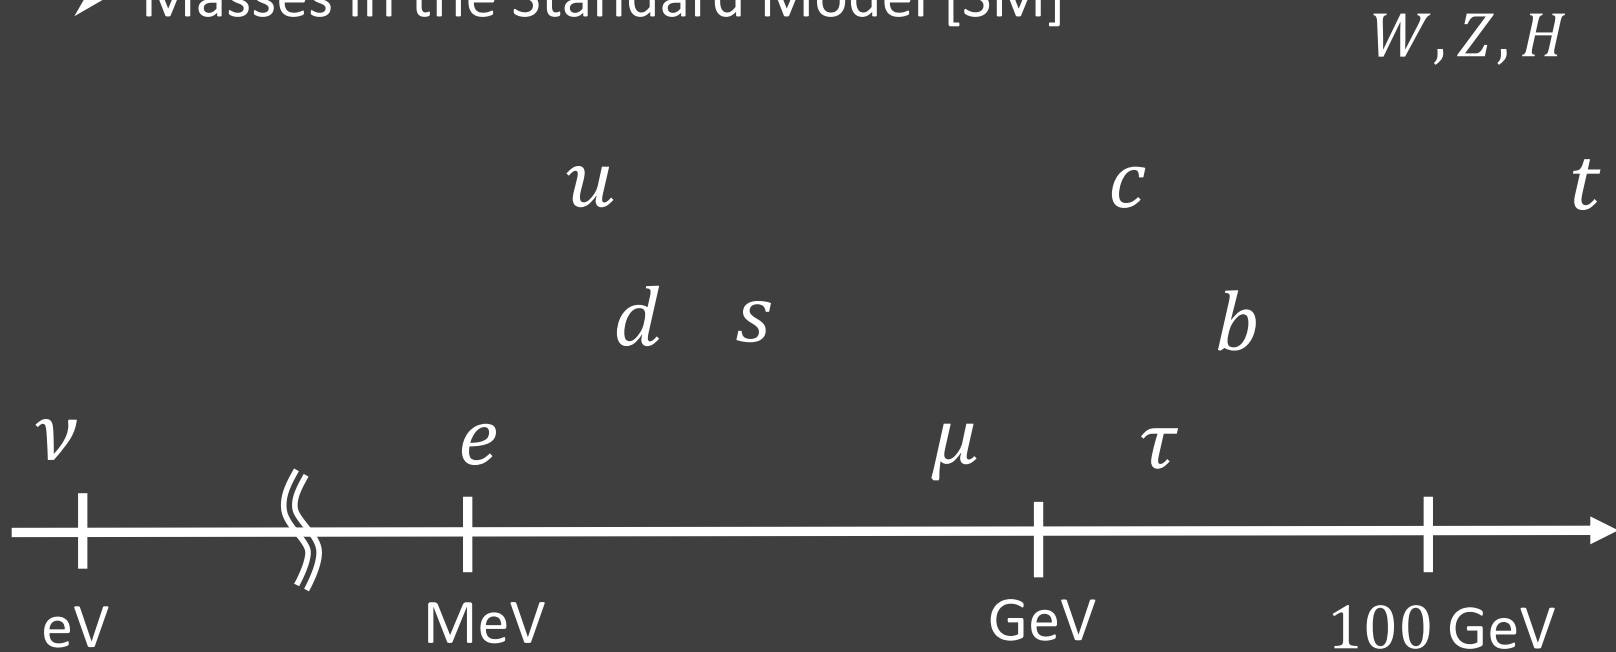 ➤ Masses in the Standard Model [SM]
W, Z, H
u c t
d s b
ν e μ τ
eV MeV GeV 100 GeV